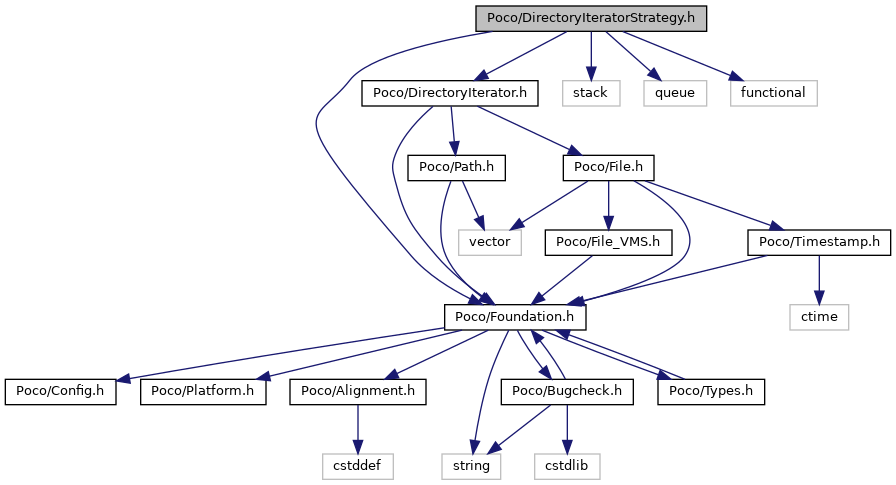 Poco/DirectoryIteratorStrategy.h
Poco/DirectoryIterator.h
stack
queue
functional
Poco/Path.h
Poco/File.h
vector
Poco/File_VMS.h
Poco/Timestamp.h
Poco/Foundation.h
ctime
Poco/Config.h
Poco/Platform.h
Poco/Alignment.h
Poco/Bugcheck.h
Poco/Types.h
cstddef
string
cstdlib